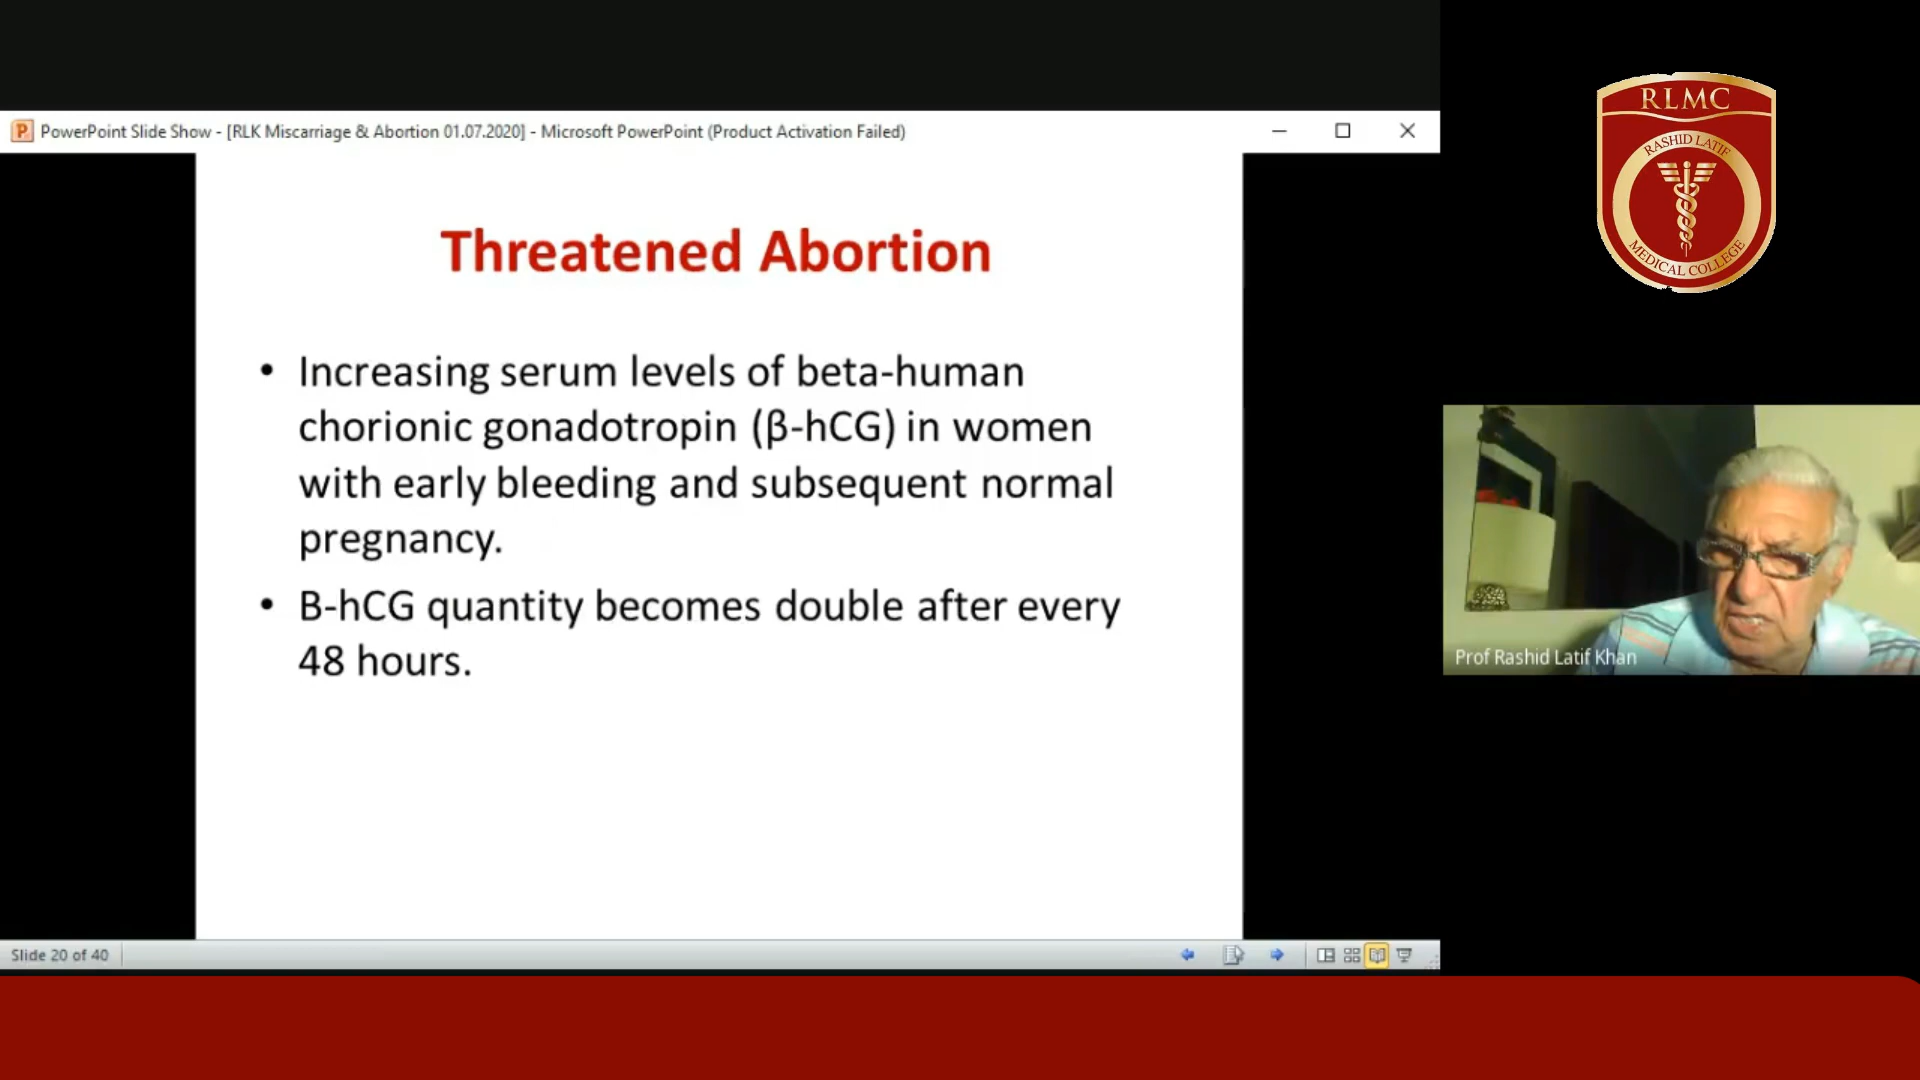 PowerPoint Slide Show - [RLK Miscarriage & Abortion 01.07.2020] - Microsoft PowerPoint (Product Activation Failed)
RLMC
RASHID LATIF
MEDICAL COLLEGE
Threatened Abortion
• Increasing serum levels of beta-human
chorionic gonadotropin (β-hCG) in women
with early bleeding and subsequent normal
pregnancy.
• B-hCG quantity becomes double after every
48 hours.
Prof Rashid Latif Khan
Slide 20 of 40